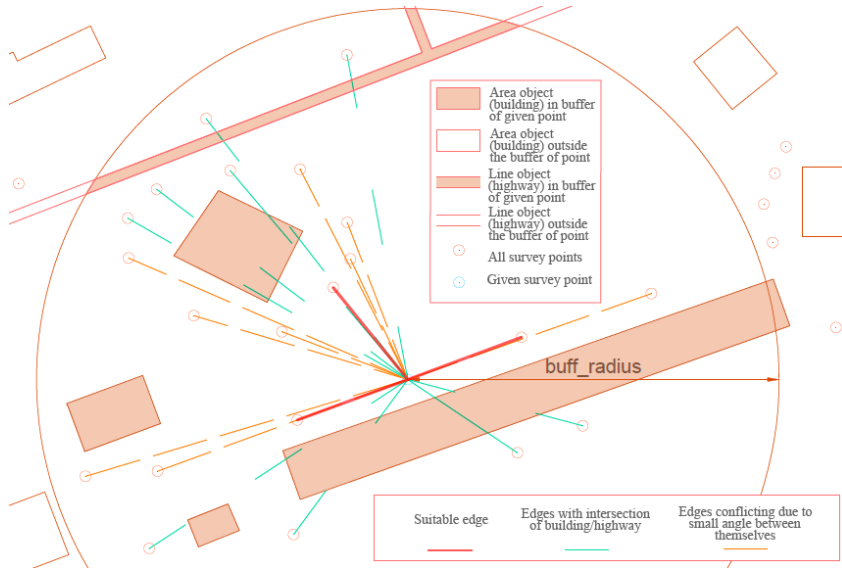 Area object
(building) in buffer
of given point
Area object
(building) outside
the buffer of point
Line object
(highway) in buffer
of given point
Line object
(highway) outside
the buffer of point
All survey points
Given survey point
buff_radius
Suitable edge
Edges with intersection
of building/highway
Edges conflicting due to
small angle between
themselves